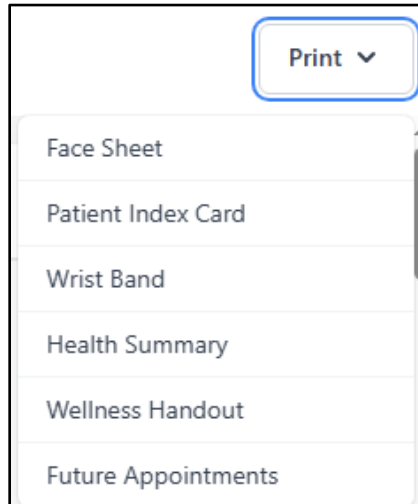 Print
Face Sheet
Patient Index Card
Wrist Band
Health Summary
Wellness Handout
Future Appointments